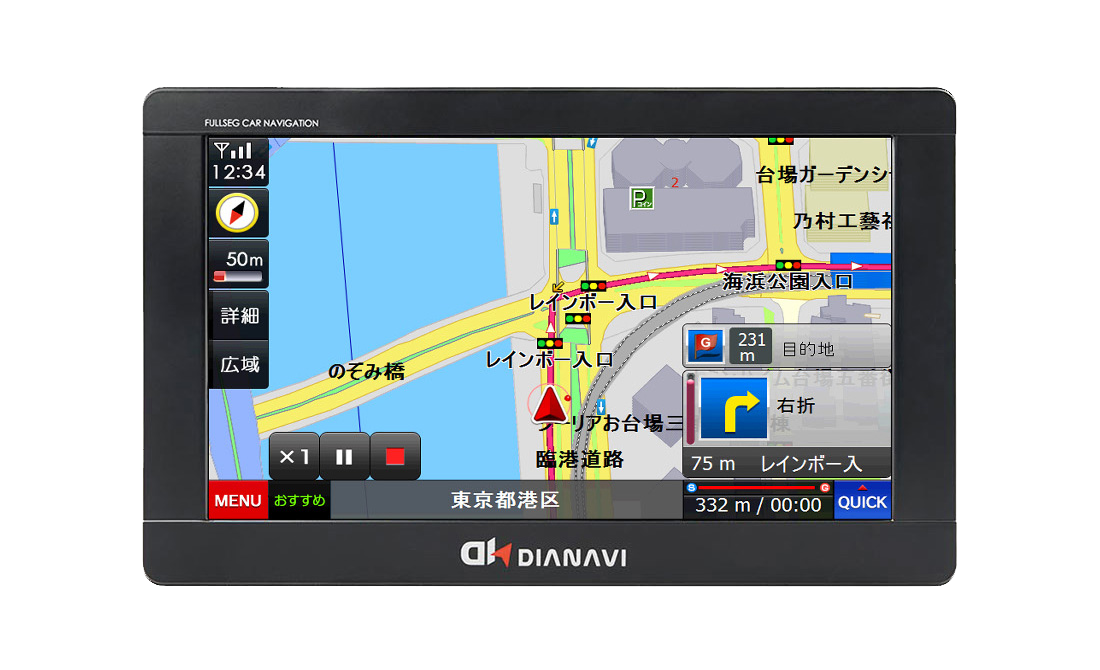 FULLSEG CAR NAVIGATION
12:34
50m
詳細
広域
2
P
コイン
台場ガーデンシ
乃村工藝社
海浜公園入口
レインボー入口
レインボー入口
のぞみ橋
G
231
m
目的地
右折
お台場三
臨港道路
×1
75 m レインボー入
MENU
おすすめ
東京都港区
S
G
332 m / 00:00
QUICK
DIANAVI